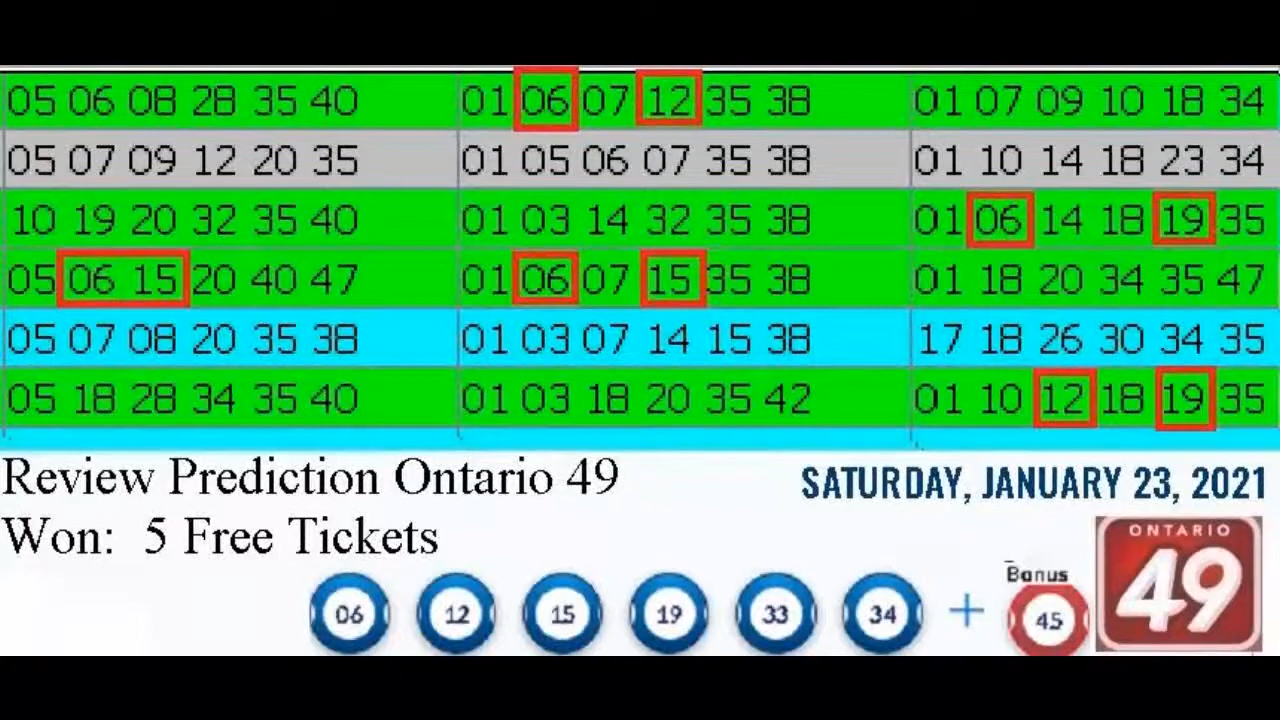 05 06 08 28 35 40 01 06 07 12 35 38 01 07 09 10 18 34
05 07 09 12 20 35 01 05 06 07 35 38 01 10 14 18 23 34
10 19 20 32 35 40 01 03 14 32 35 38 01 06 14 18 19 35
05 06 15 20 40 47 01 06 07 15 35 38 01 18 20 34 35 47
05 07 08 20 35 38 01 03 07 14 15 38 17 18 26 30 34 35
05 18 28 34 35 40 01 03 18 20 35 42 01 10 12 18 19 35
Review Prediction Ontario 49
SATURDAY, JANUARY 23, 2021
Won: 5 Free Tickets
ONTARIO
49
Bonus
06 12 15 19 33 34 + 45